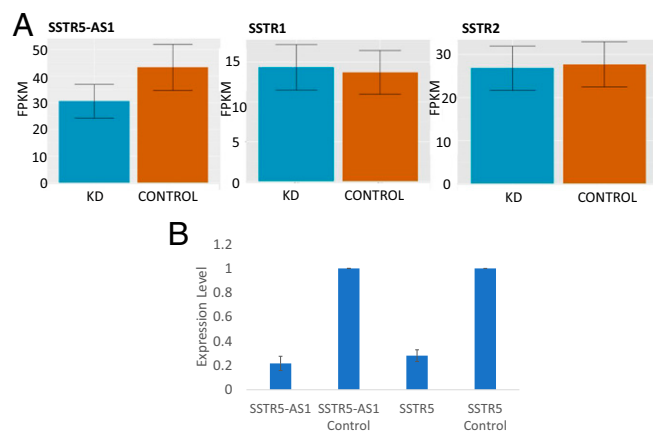 A
SSTR5-AS1
FPKM
50
40
30
20
10
0
KD CONTROL
SSTR1
FPKM
15
10
5
0
KD CONTROL
SSTR2
FPKM
30
20
10
0
KD CONTROL
B
Expression Level
1.2
1
0.8
0.6
0.4
0.2
0
SSTR5-AS1 SSTR5-AS1 SSTR5 SSTR5
Control Control